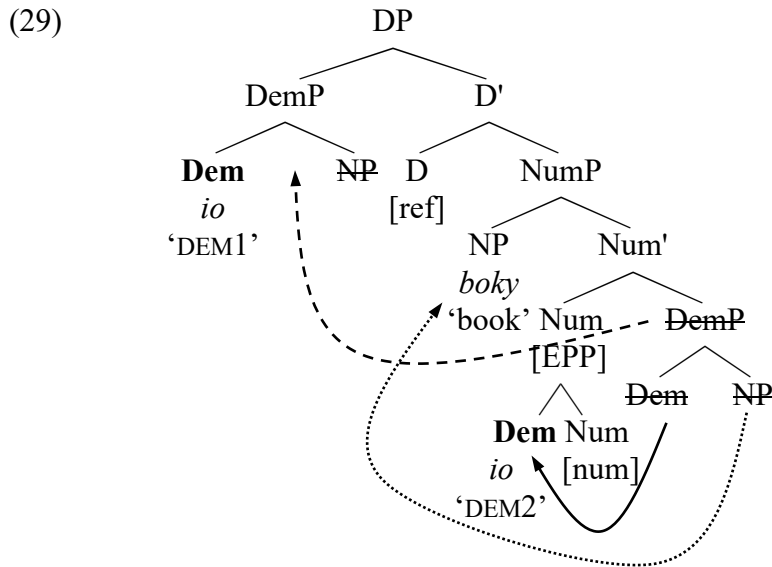 (29) DP
DemP D'
Dem NP D NumP
io [ref]
‘DEM1’ NP Num'
boky
‘book’ Num DemP
[EPP]
Dem NP
Dem Num
io [num]
‘DEM2’